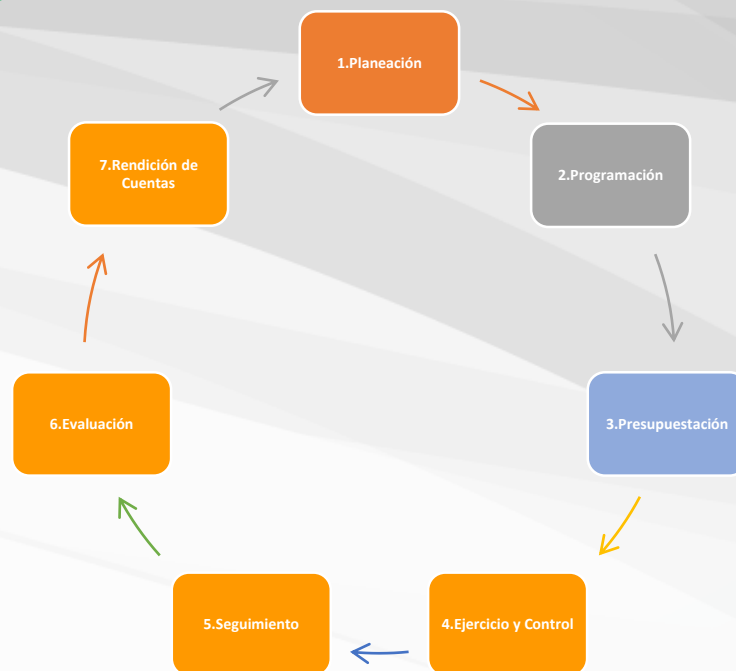 1.Planeación
2.Programación
3.Presupuestación
4.Ejercicio y Control
5.Seguimiento
6.Evaluación
7.Rendición de
Cuentas